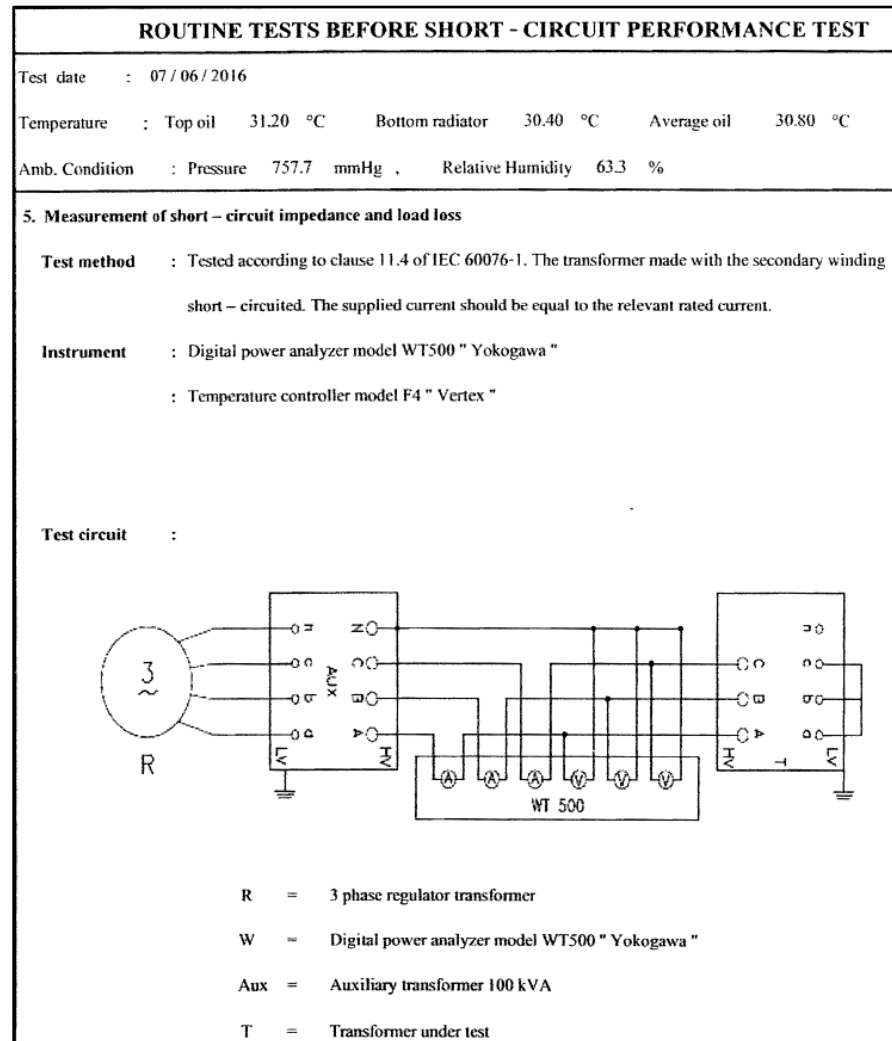 ROUTINE TESTS BEFORE SHORT - CIRCUIT PERFORMANCE TEST
Test date : 07 / 06 / 2016
Temperature : Top oil 31.20 °C Bottom radiator 30.40 °C Average oil 30.80 °C
Amb. Condition : Pressure 757.7 mmHg , Relative Humidity 63.3 %
5. Measurement of short – circuit impedance and load loss
Test method : Tested according to clause 11.4 of IEC 60076-1. The transformer made with the secondary winding
short – circuited. The supplied current should be equal to the relevant rated current.
Instrument : Digital power analyzer model WT500 " Yokogawa "
: Temperature controller model F4 " Vertex "
Test circuit :
3
~
R
n
c
b
a
LV
AUX
N
C
B
A
HV
A A A V V V
WT 500
C
B
A
HV
T
n
c
b
a
LV
R = 3 phase regulator transformer
W = Digital power analyzer model WT500 " Yokogawa "
Aux = Auxiliary transformer 100 kVA
T = Transformer under test